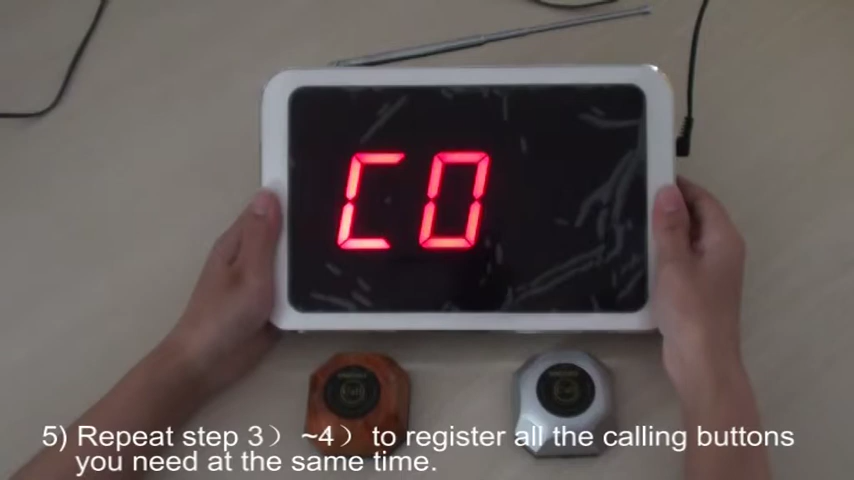 C0
5) Repeat step 3）~4）to register all the calling buttons
you need at the same time.